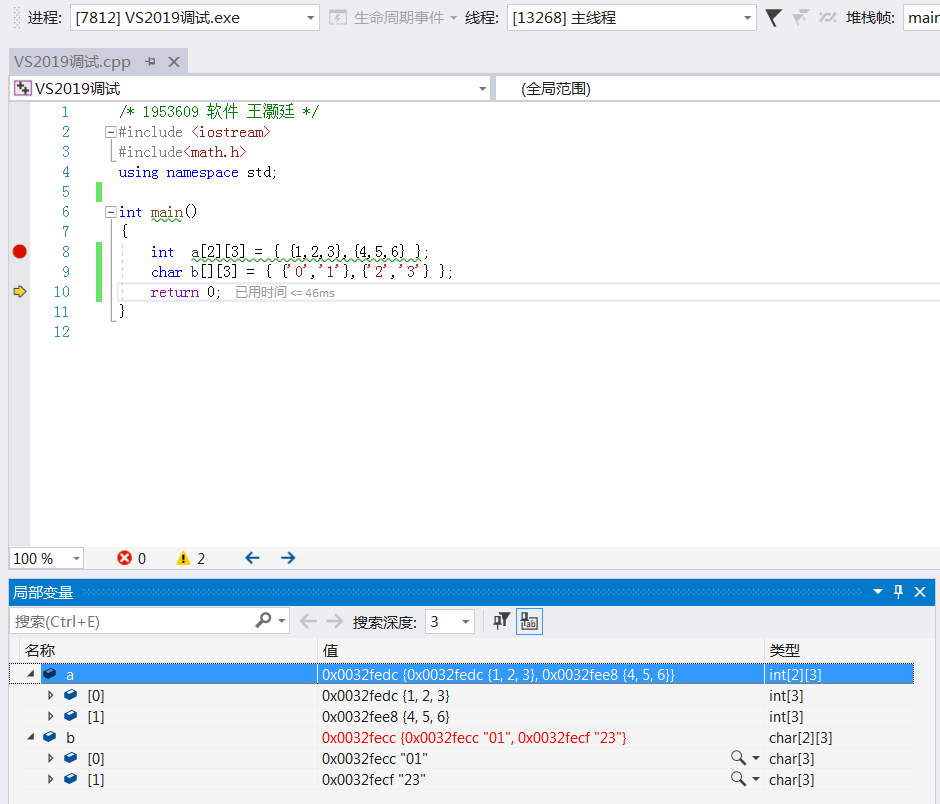 进程: [7812] VS2019调试.exe 生命周期事件 线程: [13268] 主线程 堆栈帧: main
VS2019调试.cpp
VS2019调试 (全局范围)
1 /* 1953609 软件 王灏廷 */
2 #include <iostream>
3 #include<math.h>
4 using namespace std;
5
6 int main()
7 {
8 int a[2][3] = { {1,2,3},{4,5,6} };
9 char b[][3] = { {'0','1'},{'2','3'} };
10 return 0; 已用时间 <= 46ms
11 }
12
100 % 0 2
局部变量
搜索(Ctrl+E) 搜索深度: 3
名称 值 类型
a 0x0032fedc {0x0032fedc {1, 2, 3}, 0x0032fee8 {4, 5, 6}} int[2][3]
[0] 0x0032fedc {1, 2, 3} int[3]
[1] 0x0032fee8 {4, 5, 6} int[3]
b 0x0032fecc {0x0032fecc "01", 0x0032fecf "23"} char[2][3]
[0] 0x0032fecc "01" char[3]
[1] 0x0032fecf "23" char[3]